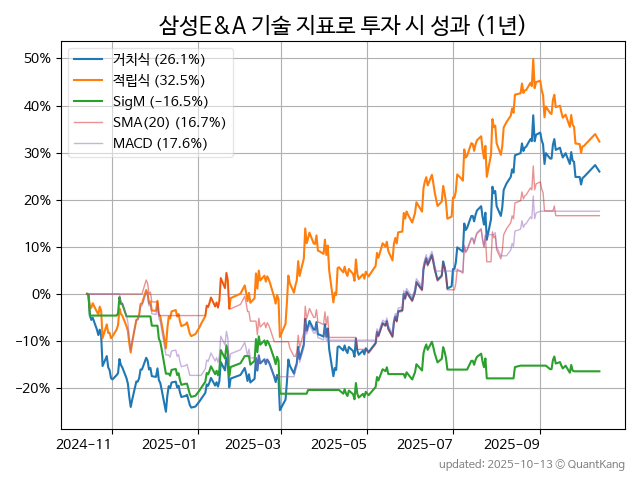 삼성E&A 기술 지표로 투자 시 성과 (1년)
거치식 (26.1%)
적립식 (32.5%)
SigM (-16.5%)
SMA(20) (16.7%)
MACD (17.6%)
50%
40%
30%
20%
10%
0%
-10%
-20%
2024-11
2025-01
2025-03
2025-05
2025-07
2025-09
updated: 2025-10-13 © QuantKang